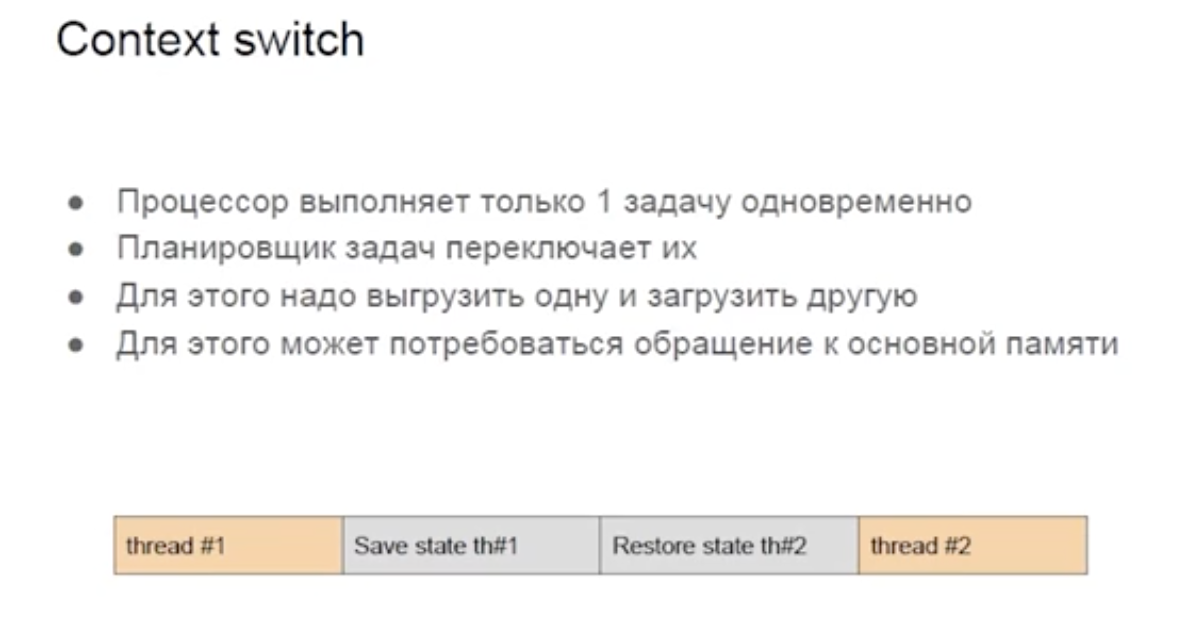 Context switch
Процессор выполняет только 1 задачу одновременно
Планировщик задач переключает их
Для этого надо выгрузить одну и загрузить другую
Для этого может потребоваться обращение к основной памяти
thread #1 Save state th#1 Restore state th#2 thread #2